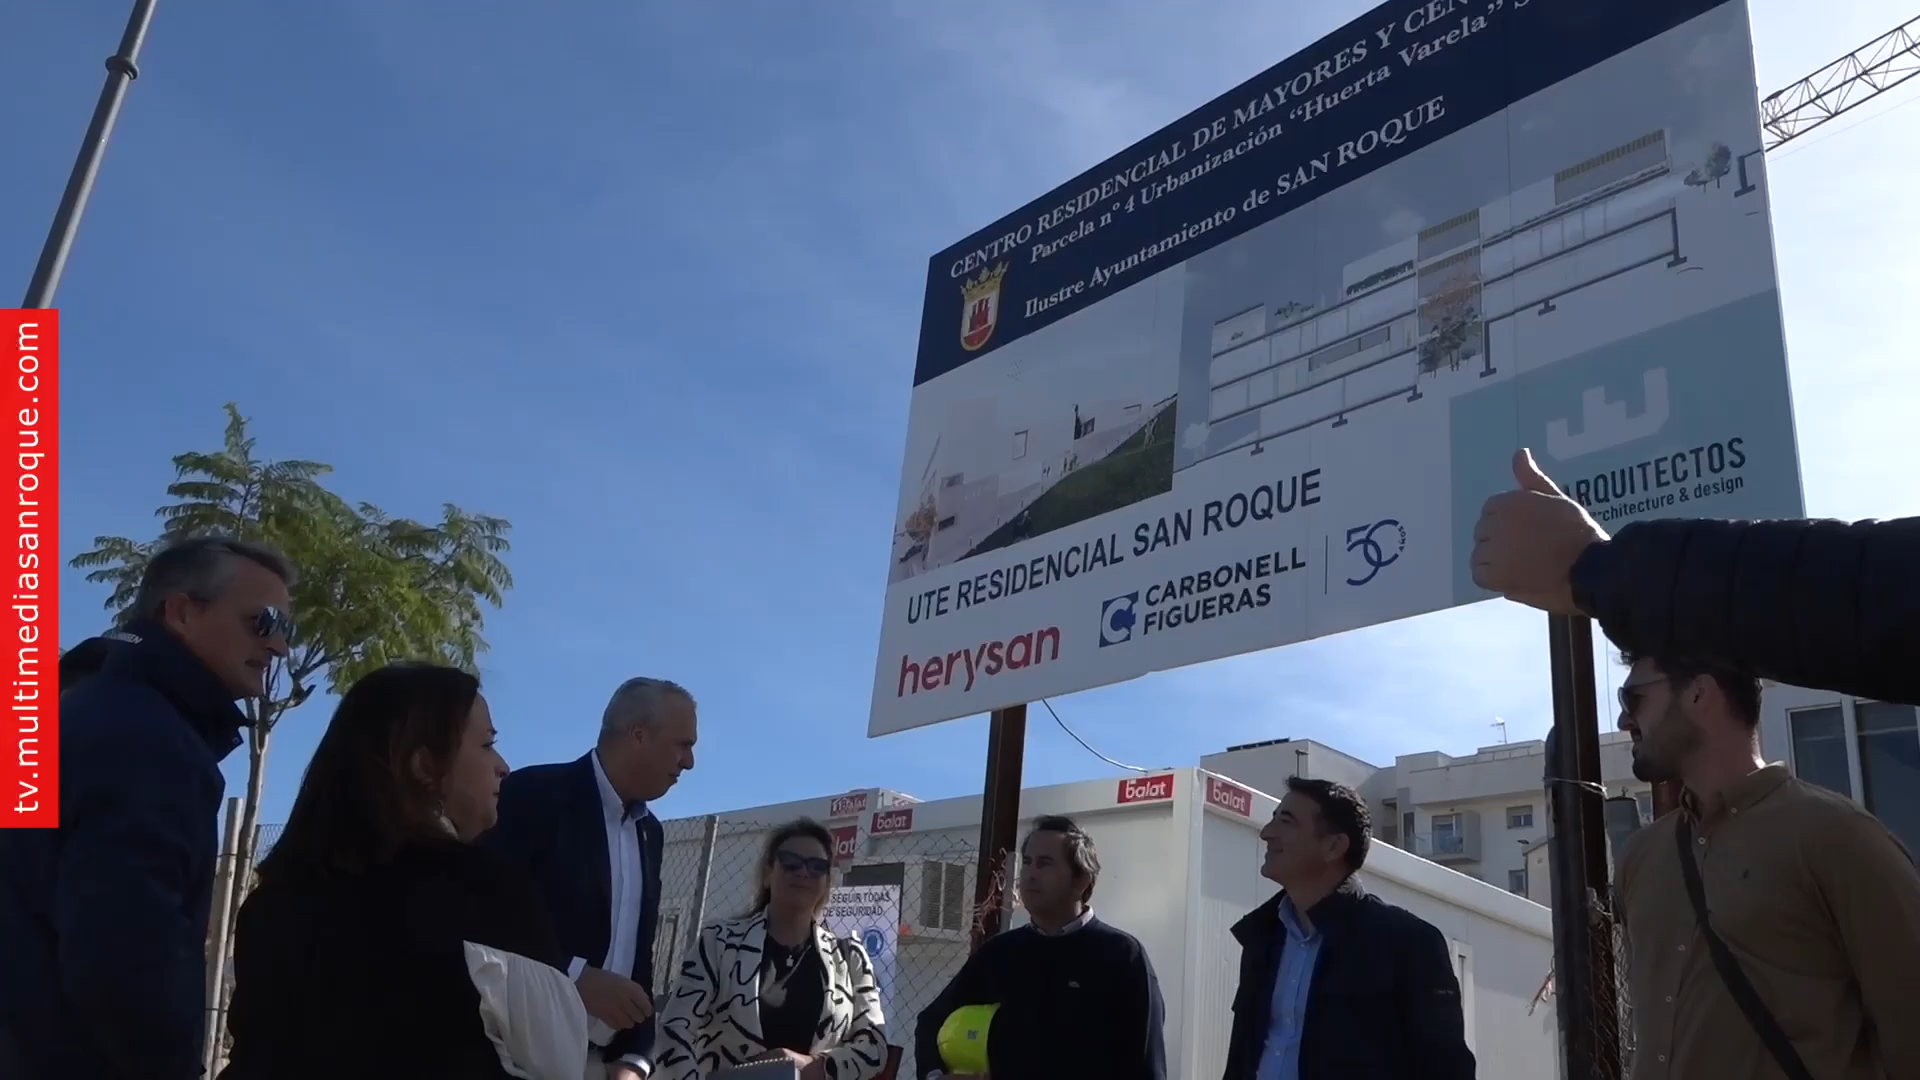 CENTRO RESIDENCIAL DE MAYORES Y
Parcela nº 4 Urbanización “Huerta Varela”
Ilustre Ayuntamiento de SAN ROQUE
ARQUITECTOS
architecture & design
UTE RESIDENCIAL SAN ROQUE
herysan
CARBONELL
FIGUERAS
50
AÑOS
tv.multimediasanroque.com
balat
balat
balat
balat
SEGUIR TODAS
DE SEGURIDAD